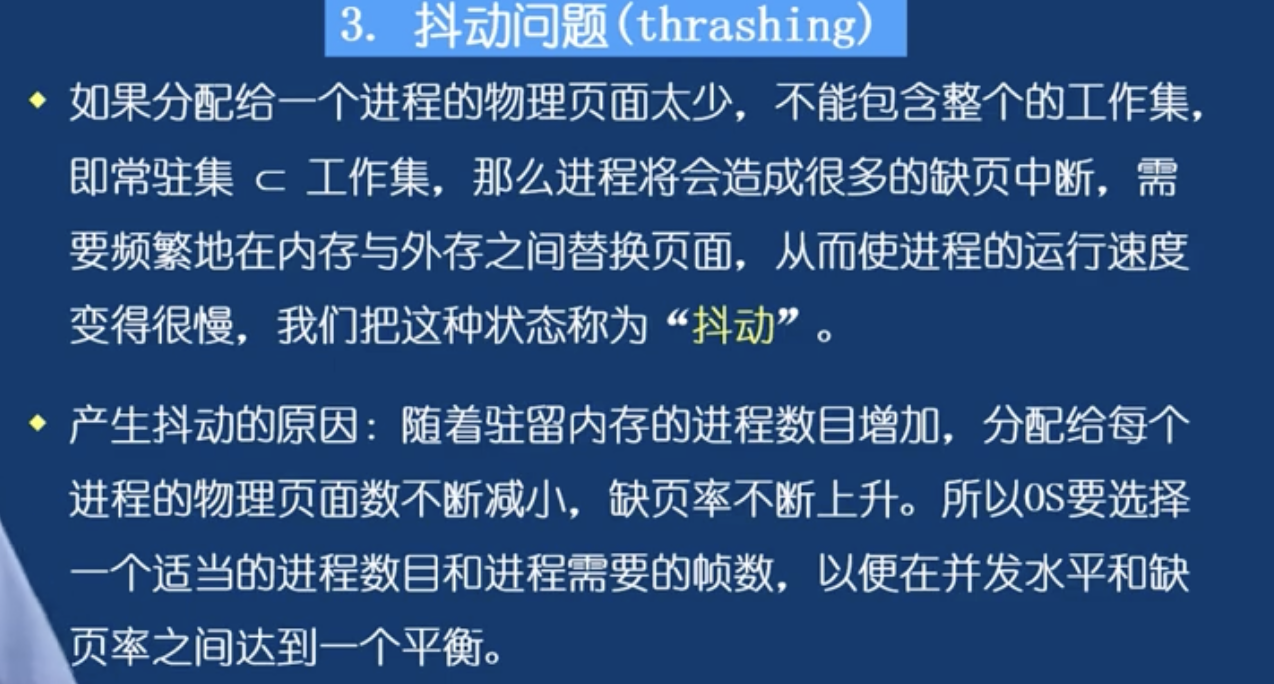 3. 抖动问题(thrashing)
如果分配给一个进程的物理页面太少，不能包含整个的工作集，
即常驻集 ⊂ 工作集，那么进程将会造成很多的缺页中断，需
要频繁地在内存与外存之间替换页面，从而使进程的运行速度
变得很慢，我们把这种状态称为“抖动”。
产生抖动的原因：随着驻留内存的进程数目增加，分配给每个
进程的物理页面数不断减小，缺页率不断上升。所以OS要选择
一个适当的进程数目和进程需要的帧数，以便在并发水平和缺
页率之间达到一个平衡。